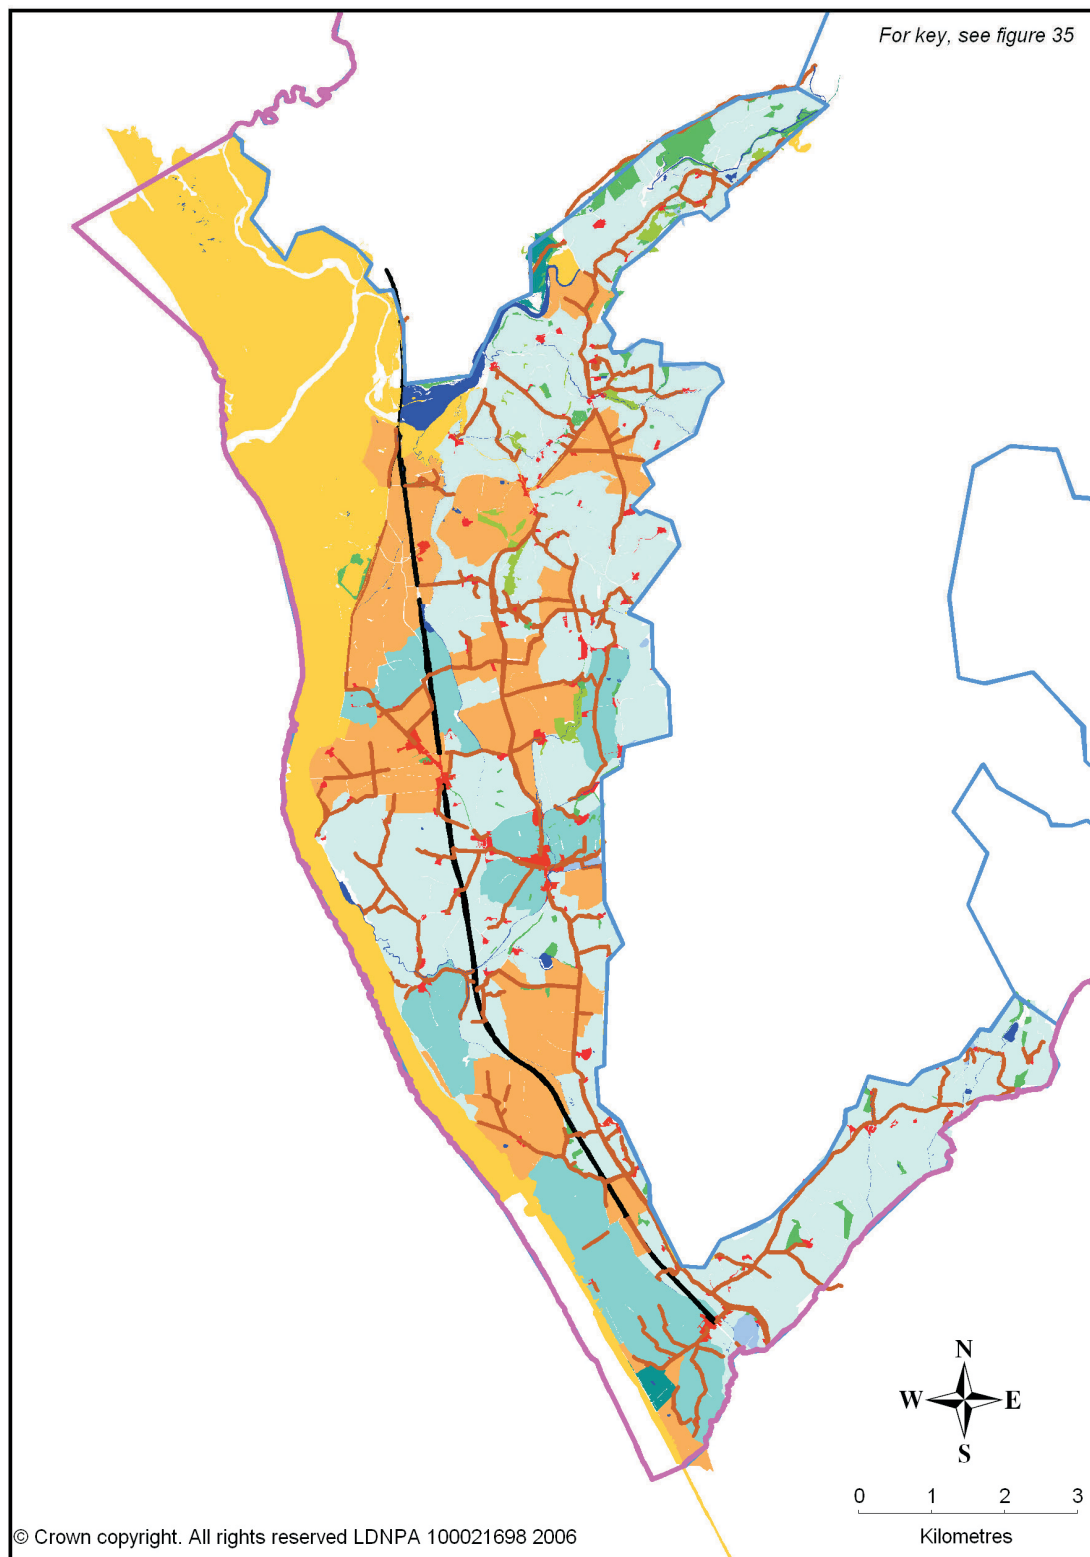 For key, see figure 35
N
W E
S
0 1 2 3
Kilometres
© Crown copyright. All rights reserved LDNPA 100021698 2006